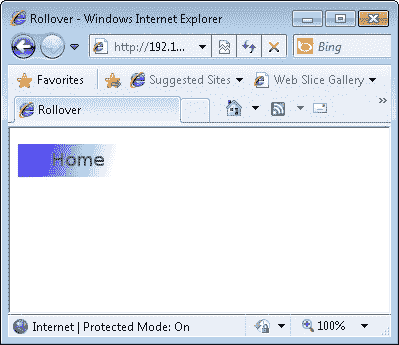 Rollover - Windows Internet Explorer
http://192.1...
Bing
Favorites
Suggested Sites
Web Slice Gallery
Rollover
Home
Internet | Protected Mode: On
100%